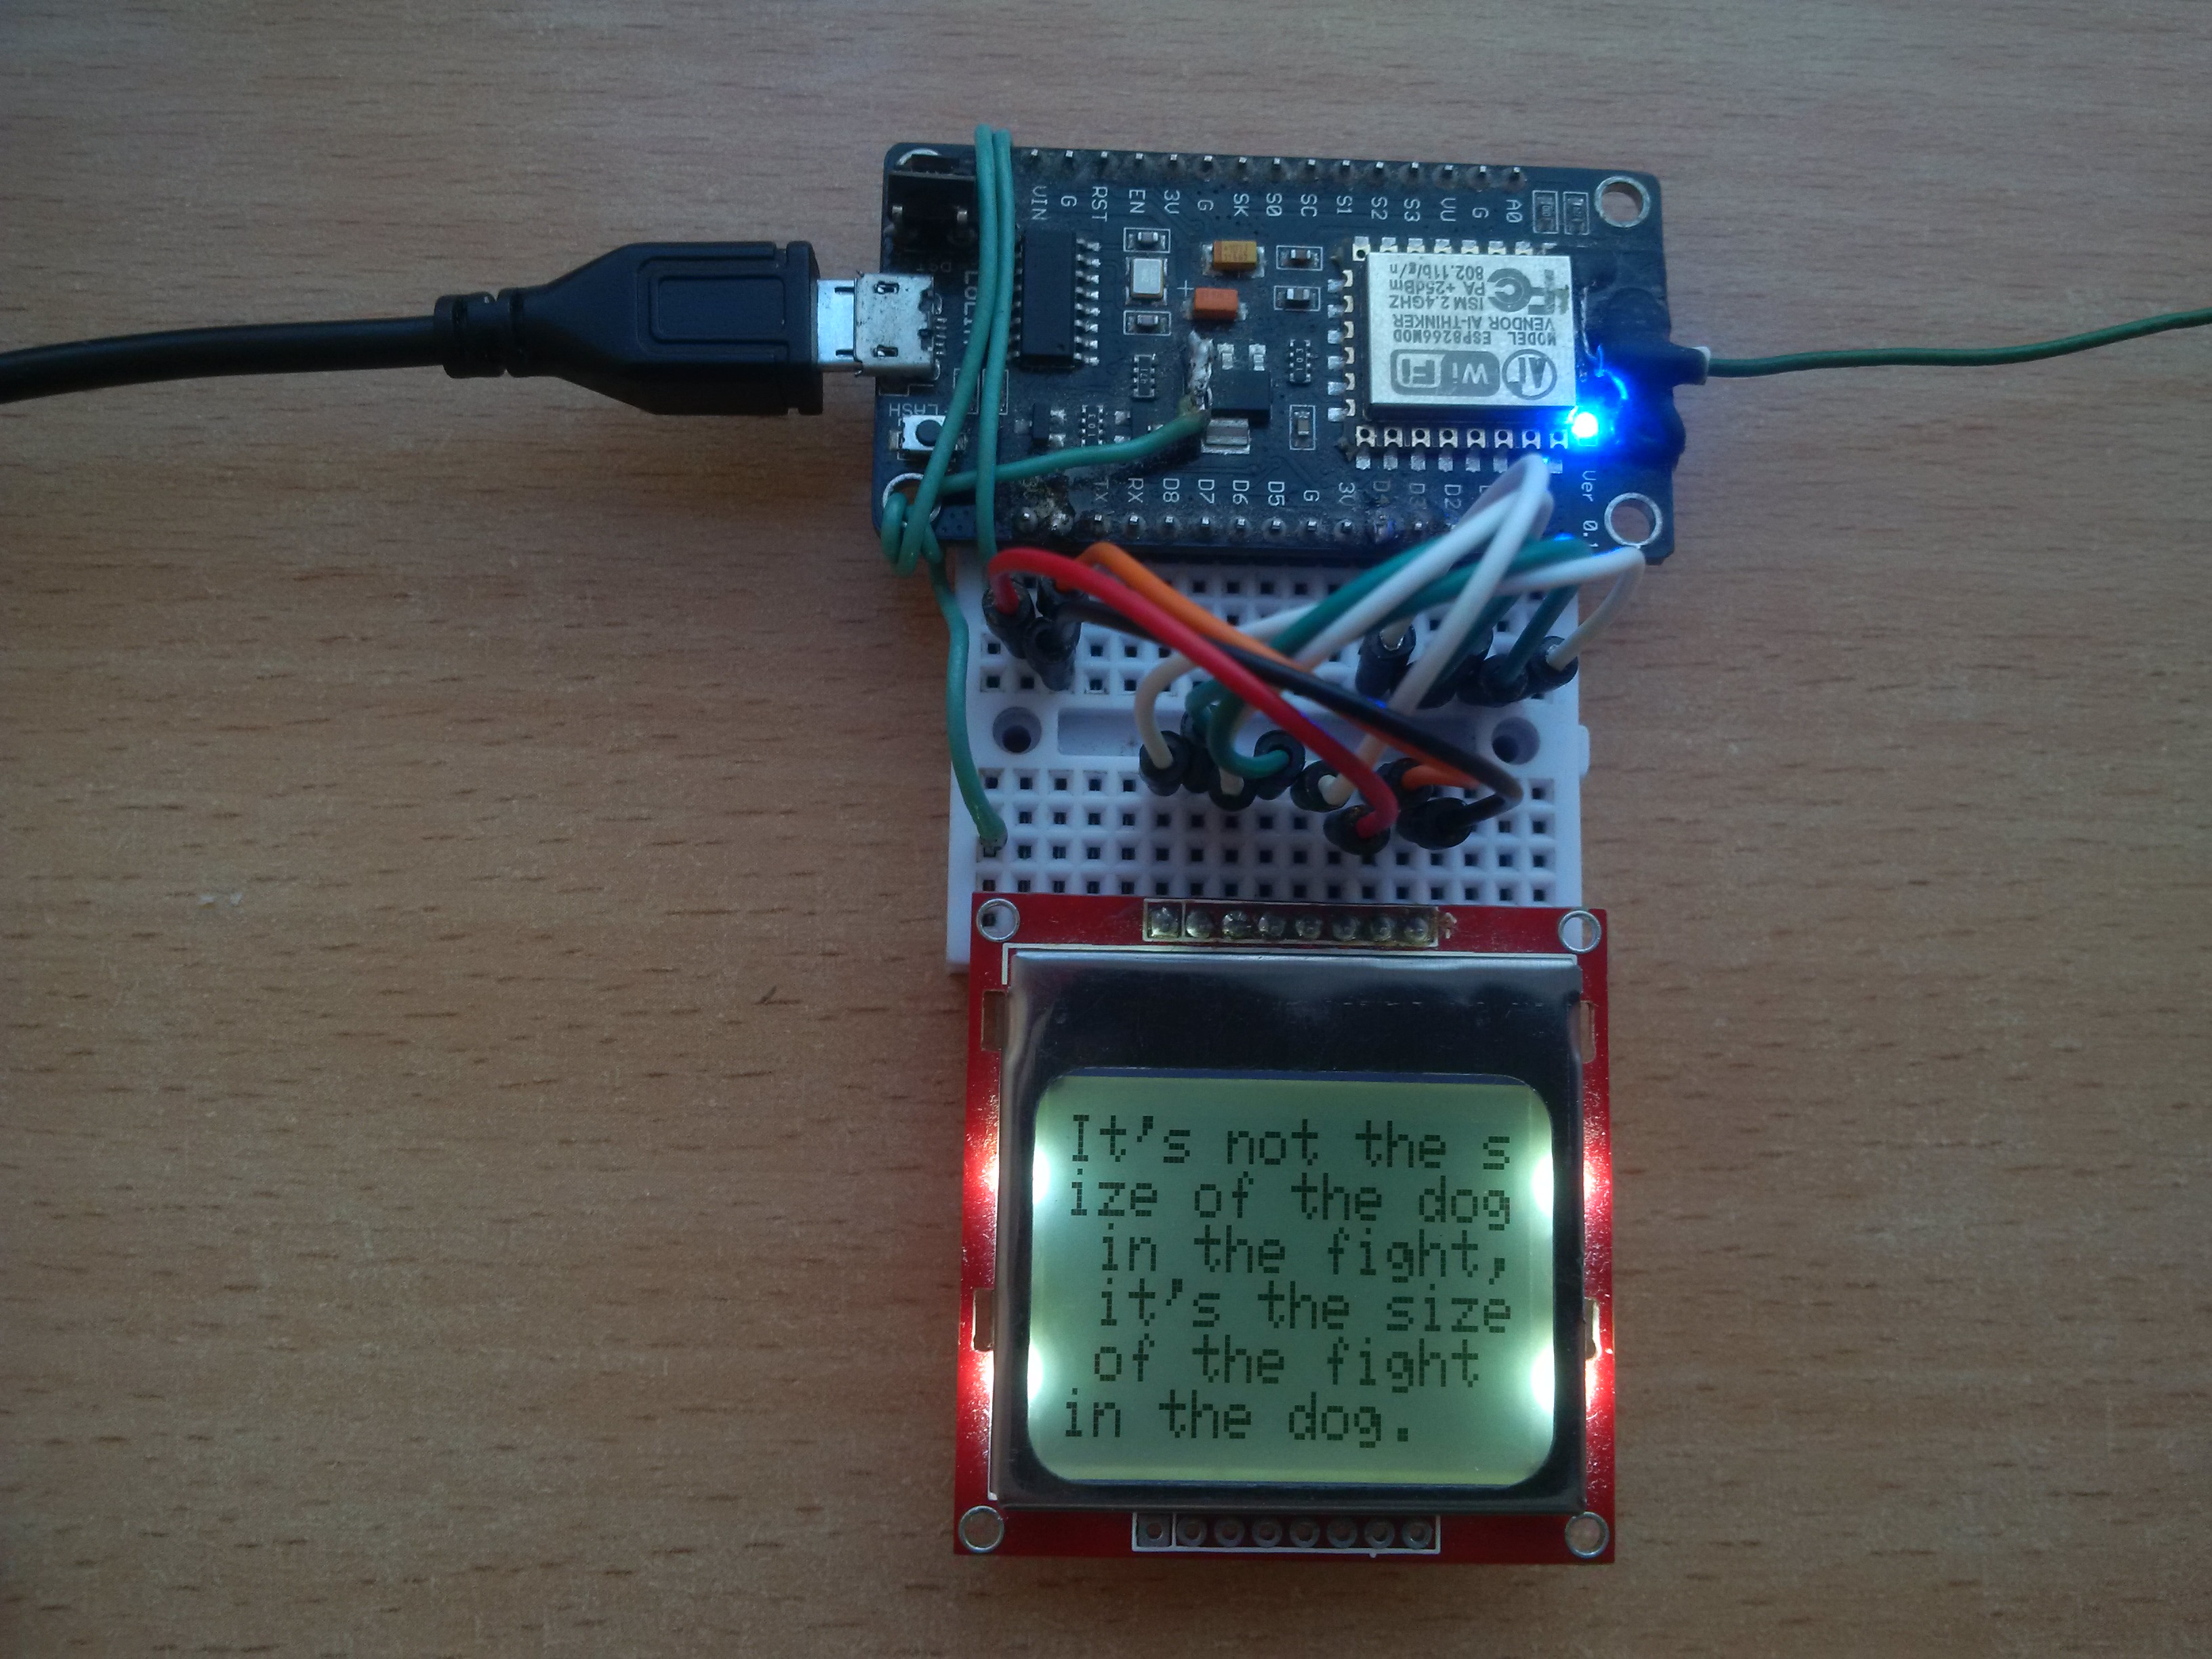 VIN G RST EN 3V G SK S0 SC S1 S2 S3 VU G A0
LOLIN
MODEL ESP8266MOD
VENDOR AI-THINKER
ISM 2.4GHZ
PA +25dBm
802.11b/g/n
FC
Ai
WiFi
TX RX D8 D7 D6 D5 G 3V D4 D3 D2
Ver 0.1
It's not the s
ize of the dog
in the fight,
it's the size
of the fight
in the dog.